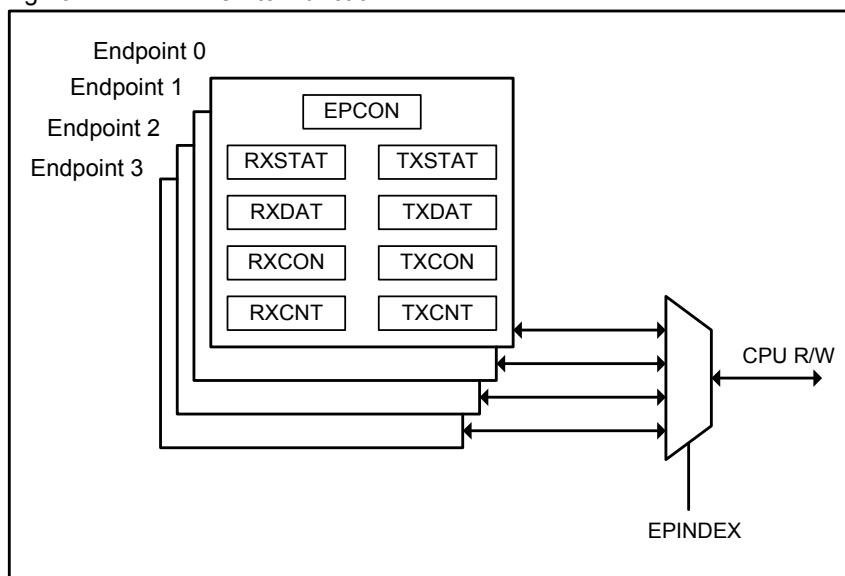 Endpoint 0
Endpoint 1
Endpoint 2
Endpoint 3
EPCON
RXSTAT TXSTAT
RXDAT TXDAT
RXCON TXCON
RXCNT TXCNT
CPU R/W
EPINDEX